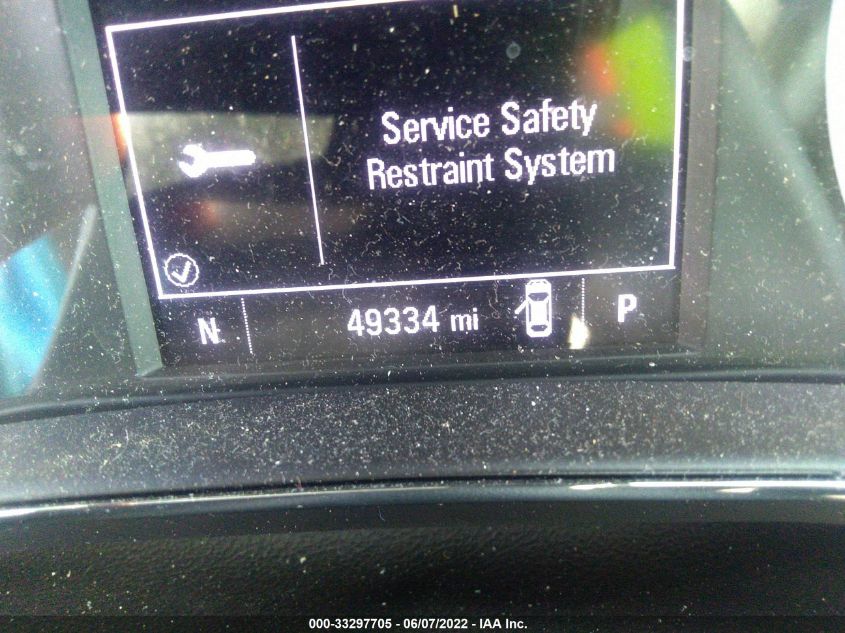 Service Safety
Restraint System
N 49334 mi P
000-33297705 - 06/07/2022 - IAA Inc.